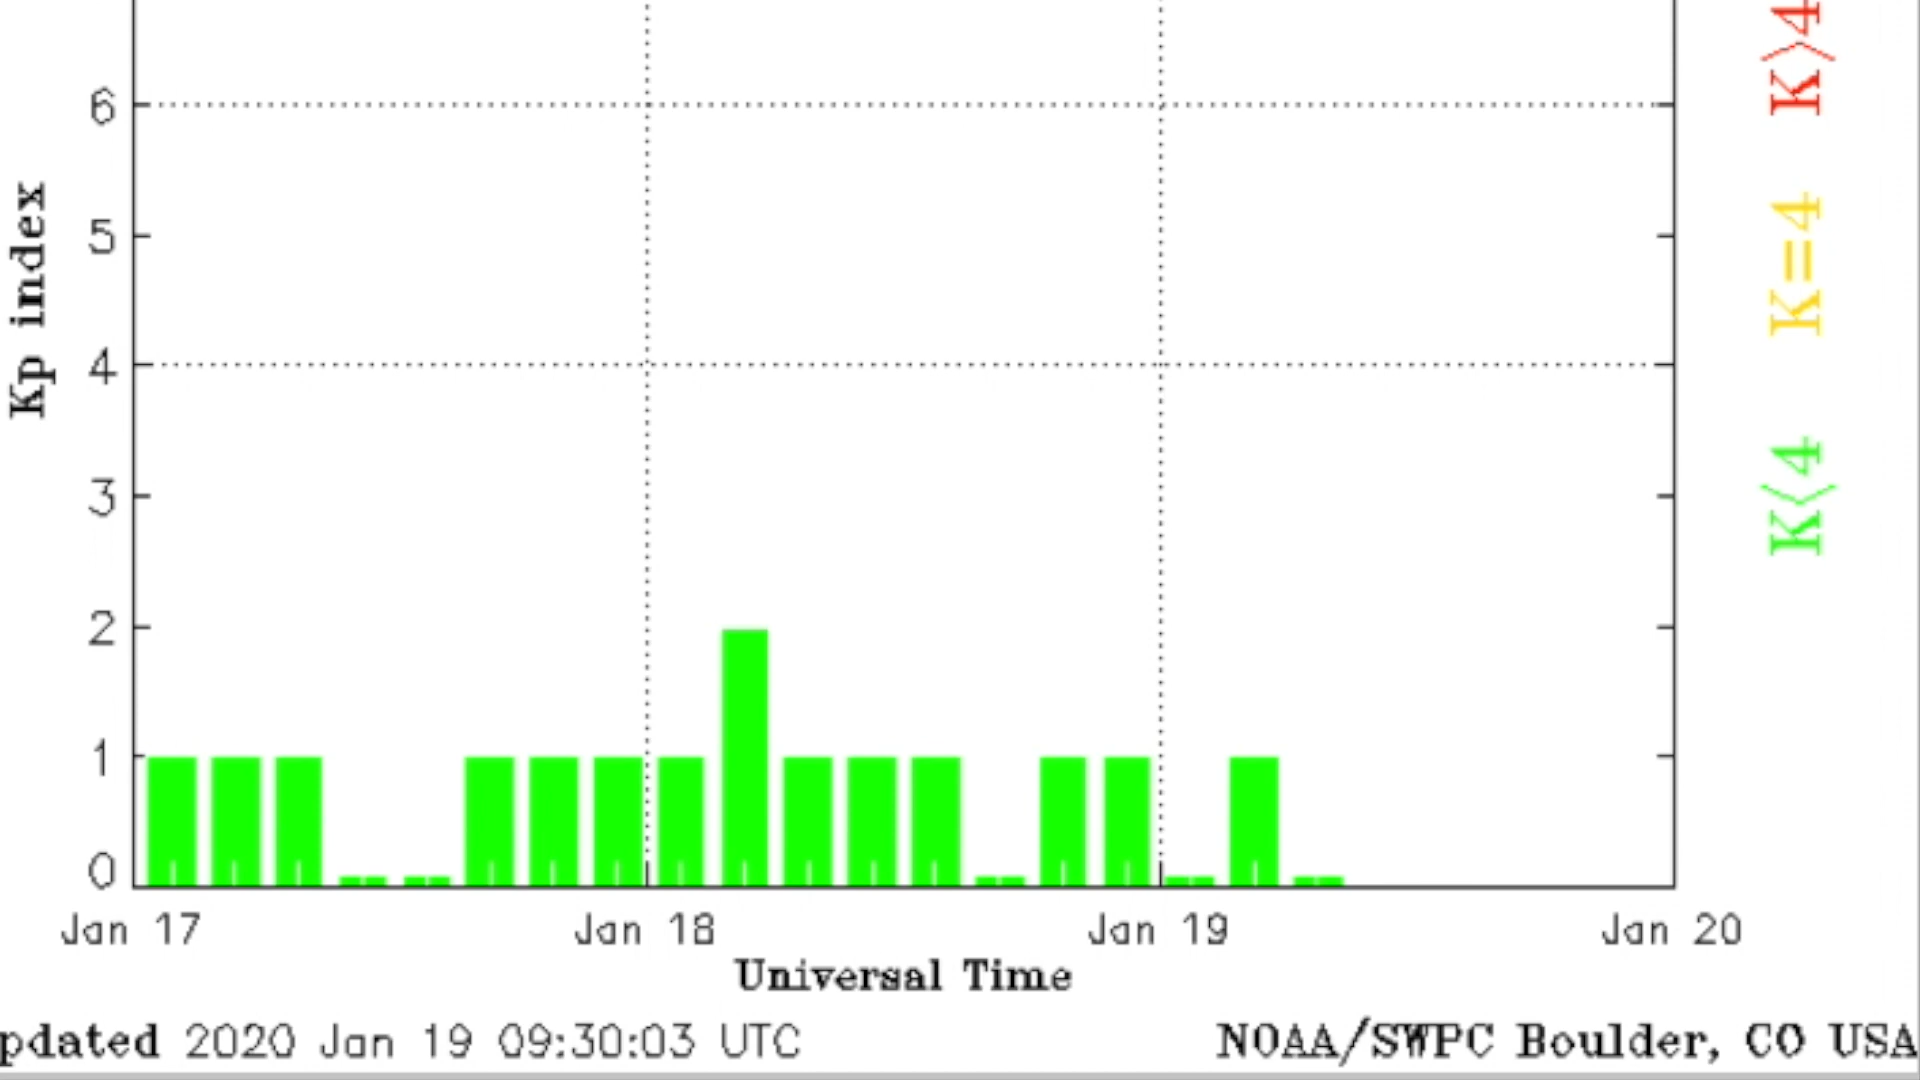 6
5
4
3
2
1
0
Kp index
K>4
K=4
K<4
Jan 17 Jan 18 Jan 19 Jan 20
Universal Time
pdated 2020 Jan 19 09:30:03 UTC
NOAA/SWPC Boulder, CO USA